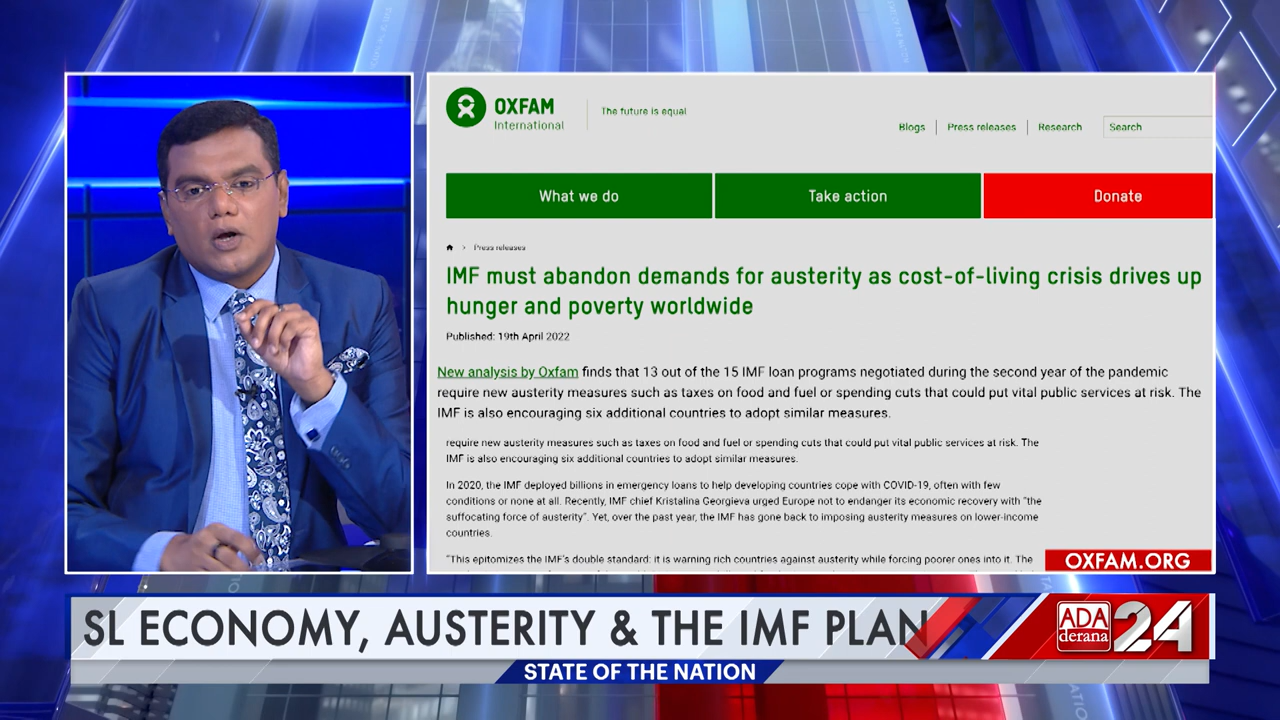 OXFAM
International
The future is equal
Blogs
Press releases
Research
Search
What we do
Take action
Donate
Press releases
IMF must abandon demands for austerity as cost-of-living crisis drives up
hunger and poverty worldwide
Published: 19th April 2022
New analysis by Oxfam finds that 13 out of the 15 IMF loan programs negotiated during the second year of the pandemic
require new austerity measures such as taxes on food and fuel or spending cuts that could put vital public services at risk. The
IMF is also encouraging six additional countries to adopt similar measures.
require new austerity measures such as taxes on food and fuel or spending cuts that could put vital public services at risk. The
IMF is also encouraging six additional countries to adopt similar measures.
In 2020, the IMF deployed billions in emergency loans to help developing countries cope with COVID-19, often with few
conditions or none at all. Recently, IMF chief Kristalina Georgieva urged Europe not to endanger its economic recovery with "the
suffocating force of austerity". Yet, over the past year, the IMF has gone back to imposing austerity measures on lower-income
countries.
"This epitomizes the IMF's double standard: it is warning rich countries against austerity while forcing poorer ones into it. The
OXFAM.ORG
SL ECONOMY, AUSTERITY & THE IMF PLAN
ADA
derana
24
STATE OF THE NATION